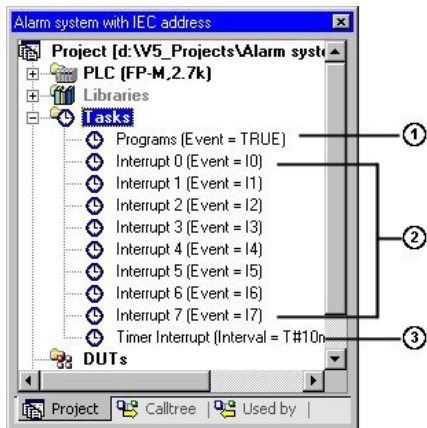 Alarm system with IEC address
Project [d:\V5_Projects\Alarm syste
PLC (FP-M,2.7k)
Libraries
Tasks
Programs (Event = TRUE)
Interrupt 0 (Event = I0)
Interrupt 1 (Event = I1)
Interrupt 2 (Event = I2)
Interrupt 3 (Event = I3)
Interrupt 4 (Event = I4)
Interrupt 5 (Event = I5)
Interrupt 6 (Event = I6)
Interrupt 7 (Event = I7)
Timer Interrupt (Interval = T#10m
DUTs
Project Calltree Used by
1
2
3